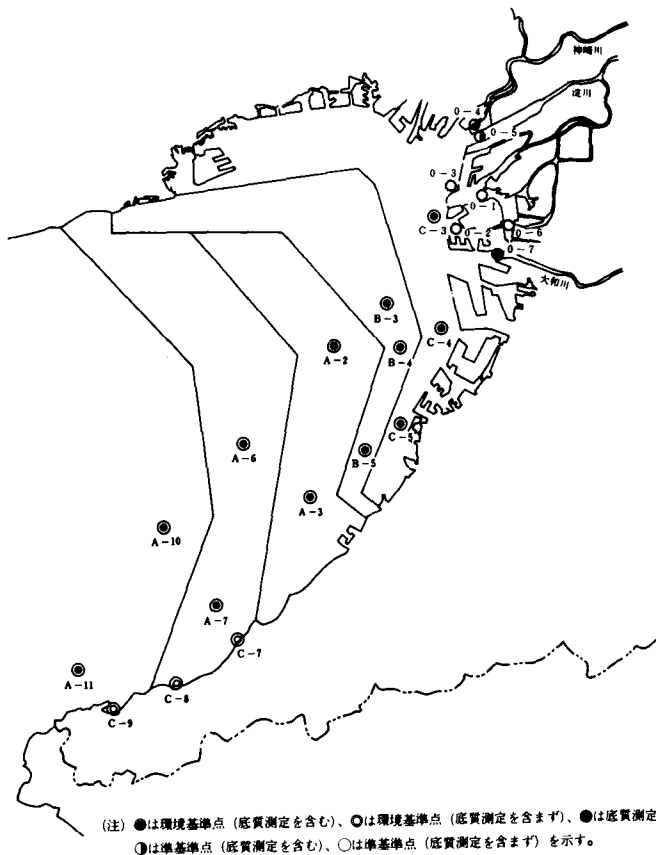 神崎川
淀川
0-4
0-5
0-3
0-1
C-3
0-2
0-6
0-7
大和川
B-3
A-2
B-4
C-4
C-5
A-6
B-5
A-3
A-10
A-7
C-7
A-11
C-8
C-9
(注) ●は環境基準点 (底質測定を含む)、◎は環境基準点 (底質測定を含まず)、●は底質測定
◑は準基準点 (底質測定を含む)、○は準基準点 (底質測定を含まず) を示す。